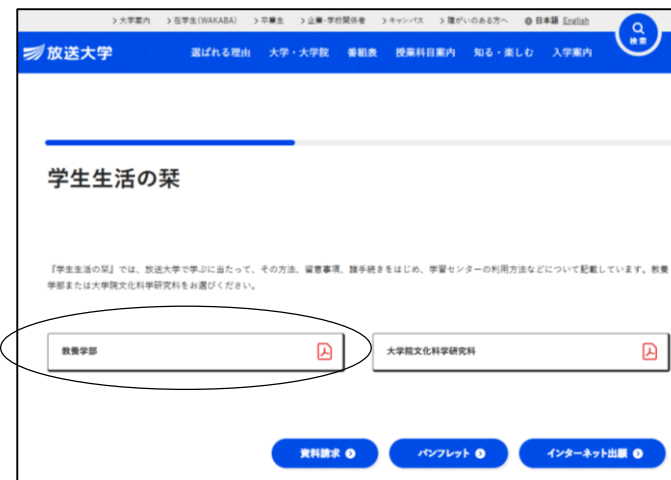 > 大学案内 > 在学生(WAKABA) > 卒業生 > 企業・学校関係者 > キャンパス > 障がいのある方へ 日本語 English
検索
放送大学 選ばれる理由 大学・大学院 番組表 授業科目案内 知る・楽しむ 入学案内
学生生活の栞
『学生生活の栞』では、放送大学で学ぶに当たって、その方法、留意事項、諸手続きをはじめ、学習センターの利用方法などについて記載しています。教養
学部または大学院文化科学研究科をお選びください。
教養学部 大学院文化科学研究科
資料請求 パンフレット インターネット出願